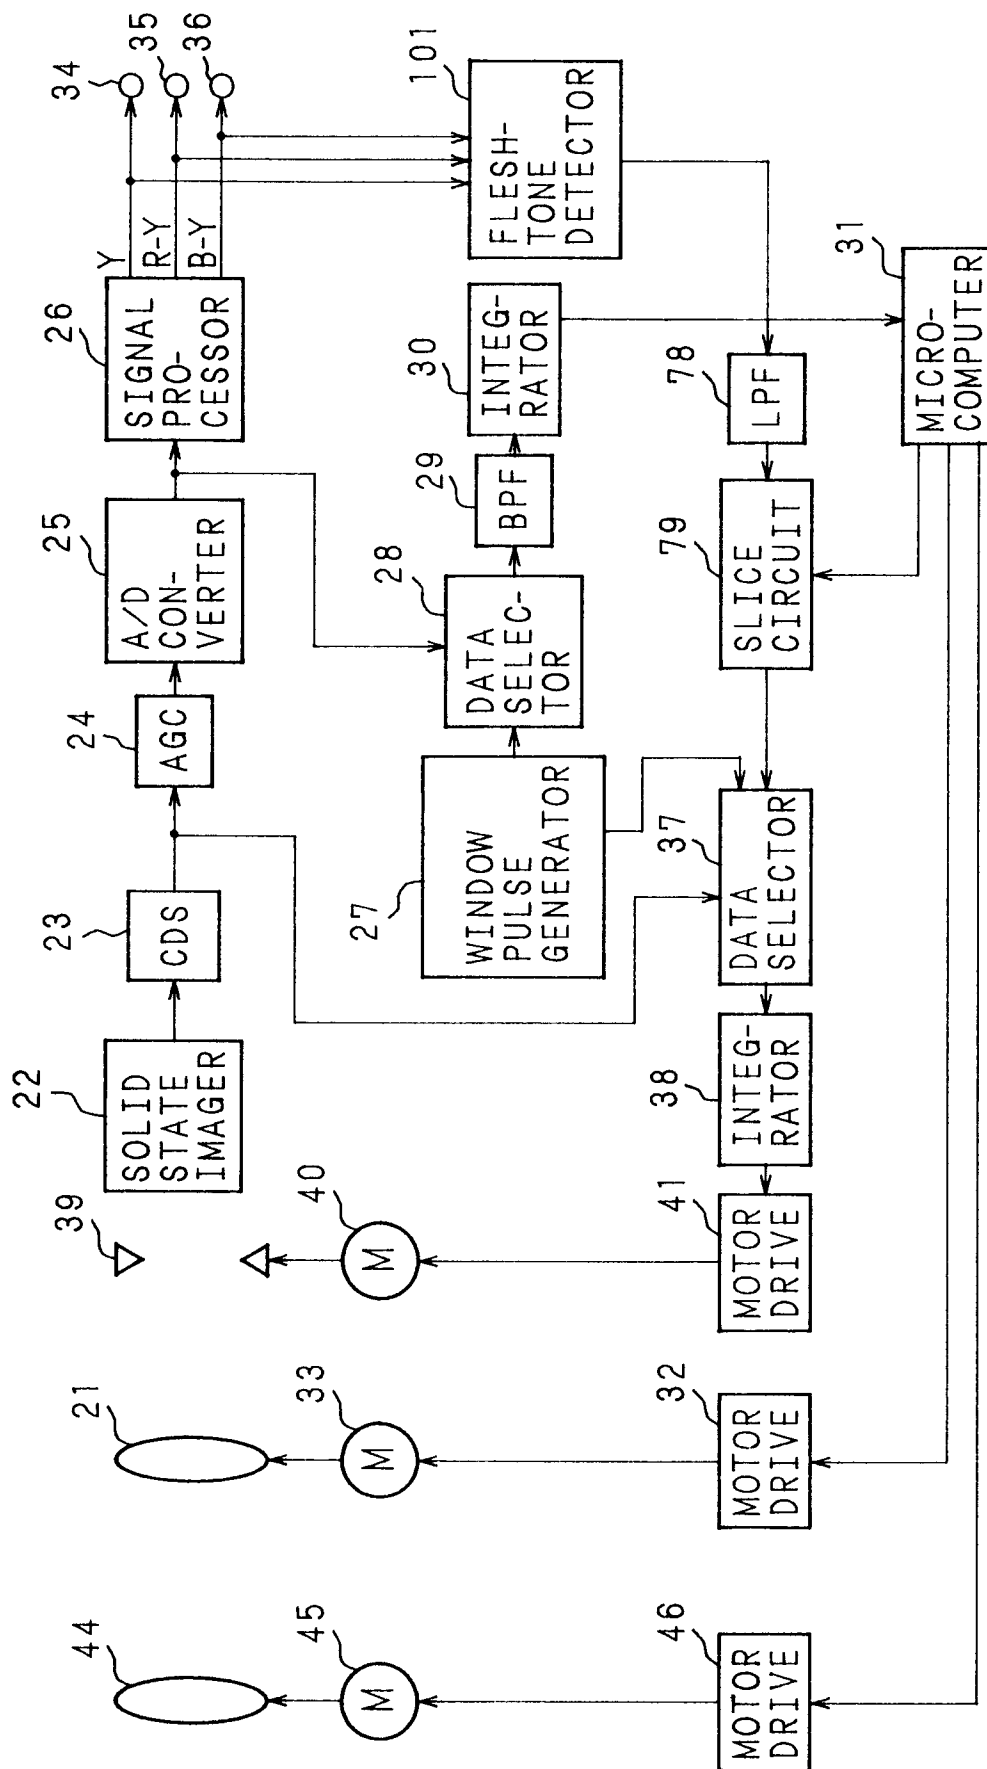 44
21
39
22
SOLID
STATE
IMAGER
23
CDS
24
AGC
25
A/D
CON-
VERTER
26
SIGNAL
PRO-
CESSOR
Y
R-Y
B-Y
34
35
36
45
M
33
M
40
M
27
WINDOW
PULSE
GENERATOR
28
DATA
SELEC-
TOR
29
BPF
30
INTEG-
RATOR
101
FLESH-
TONE
DETECTOR
46
MOTOR
DRIVE
32
MOTOR
DRIVE
41
MOTOR
DRIVE
38
INTEG-
RATOR
37
DATA
SELECTOR
79
SLICE
CIRCUIT
78
LPF
31
MICRO-
COMPUTER